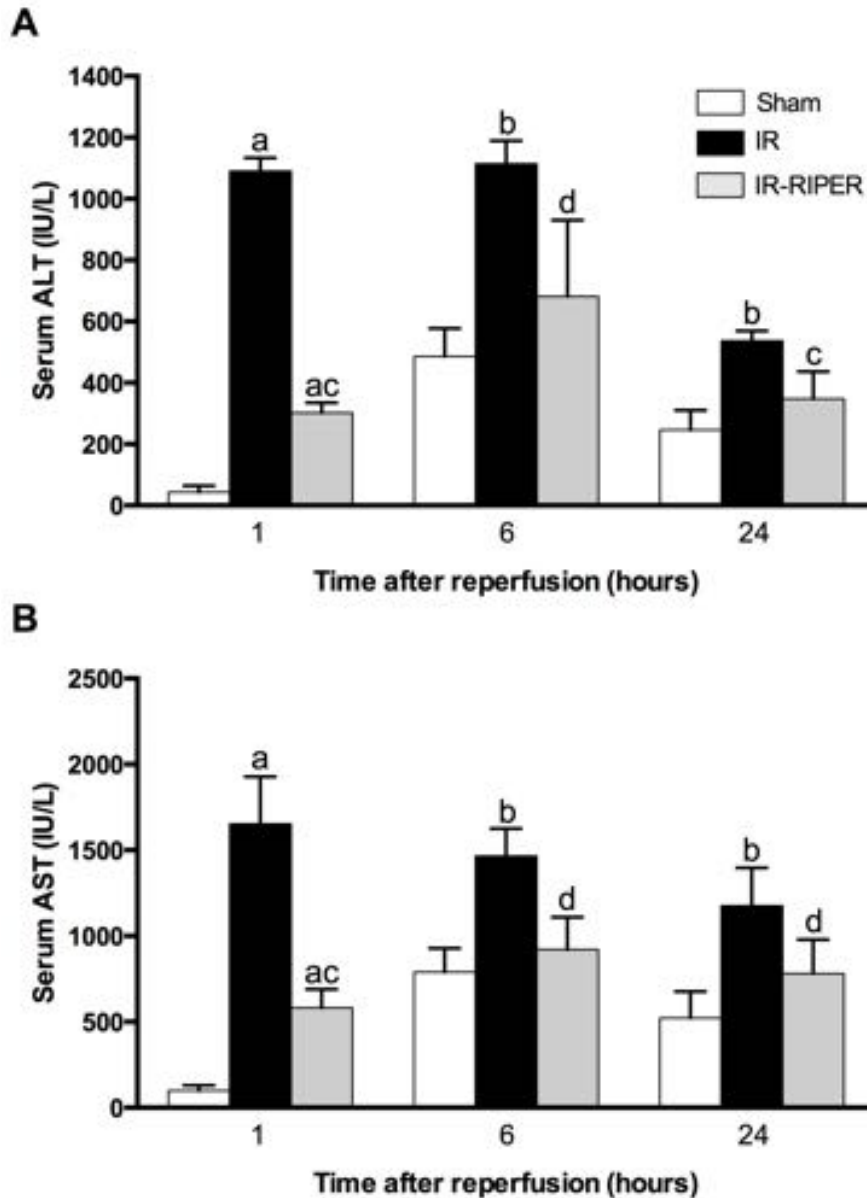 A
1400
1200
1000
800
600
400
200
0
Serum ALT (IU/L)
a
ac
b
d
b
c
Sham
IR
IR-RIPER
1 6 24
Time after reperfusion (hours)
B
2500
2000
1500
1000
500
0
Serum AST (IU/L)
a
ac
b
d
b
d
1 6 24
Time after reperfusion (hours)